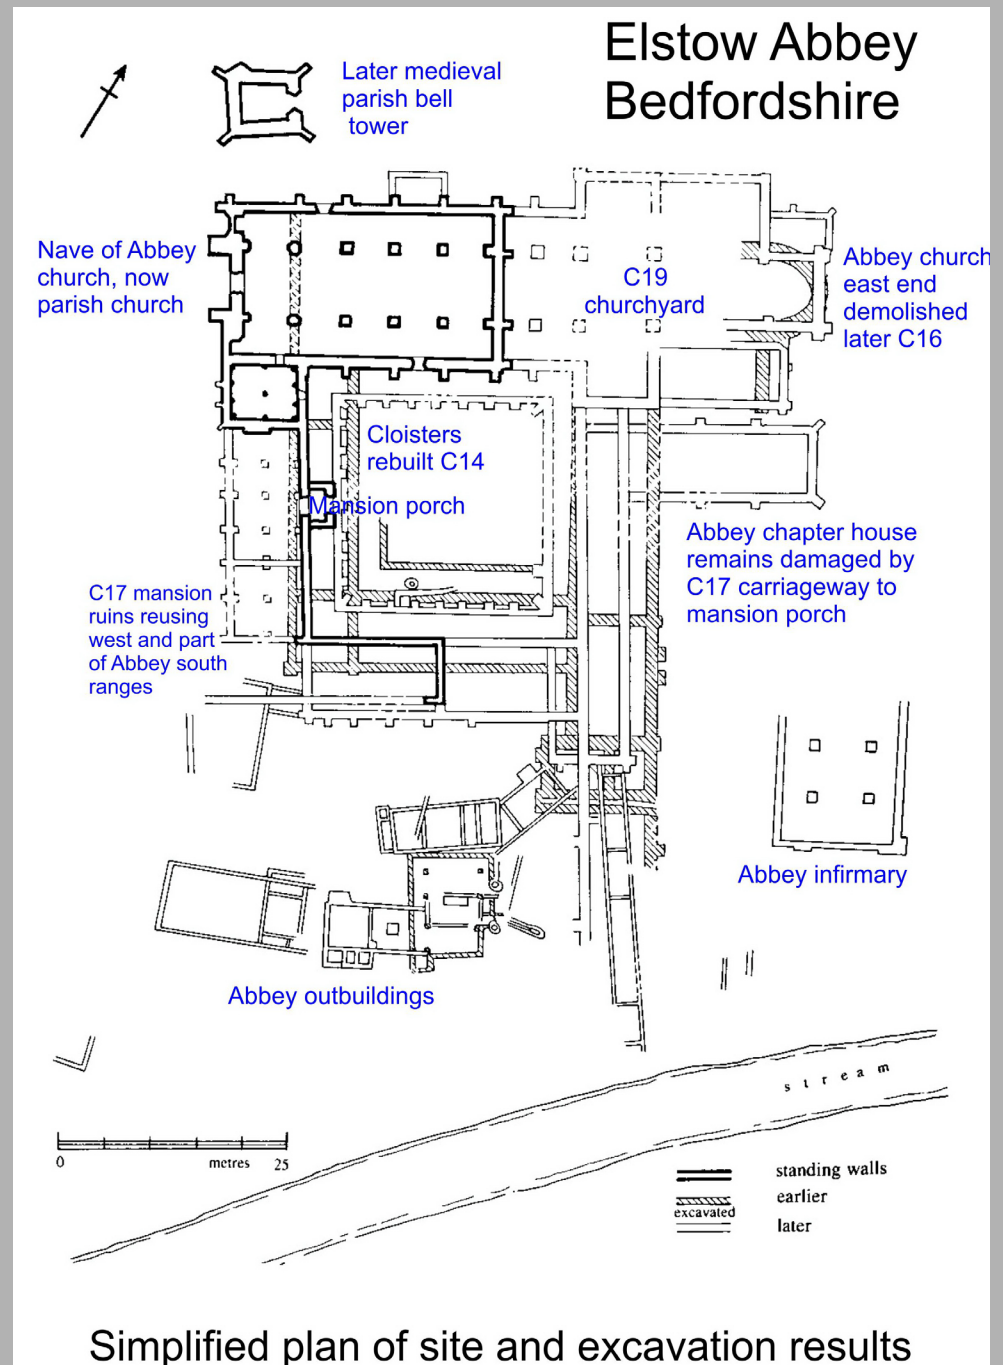 Elstow Abbey
Bedfordshire
Later medieval
parish bell
tower
Nave of Abbey
church, now
parish church
C19
churchyard
Abbey church
east end
demolished
later C16
Cloisters
rebuilt C14
Mansion porch
Abbey chapter house
remains damaged by
C17 carriageway to
mansion porch
C17 mansion
ruins reusing
west and part
of Abbey south
ranges
Abbey infirmary
Abbey outbuildings
stream
0 metres 25
standing walls
earlier
excavated
later
Simplified plan of site and excavation results